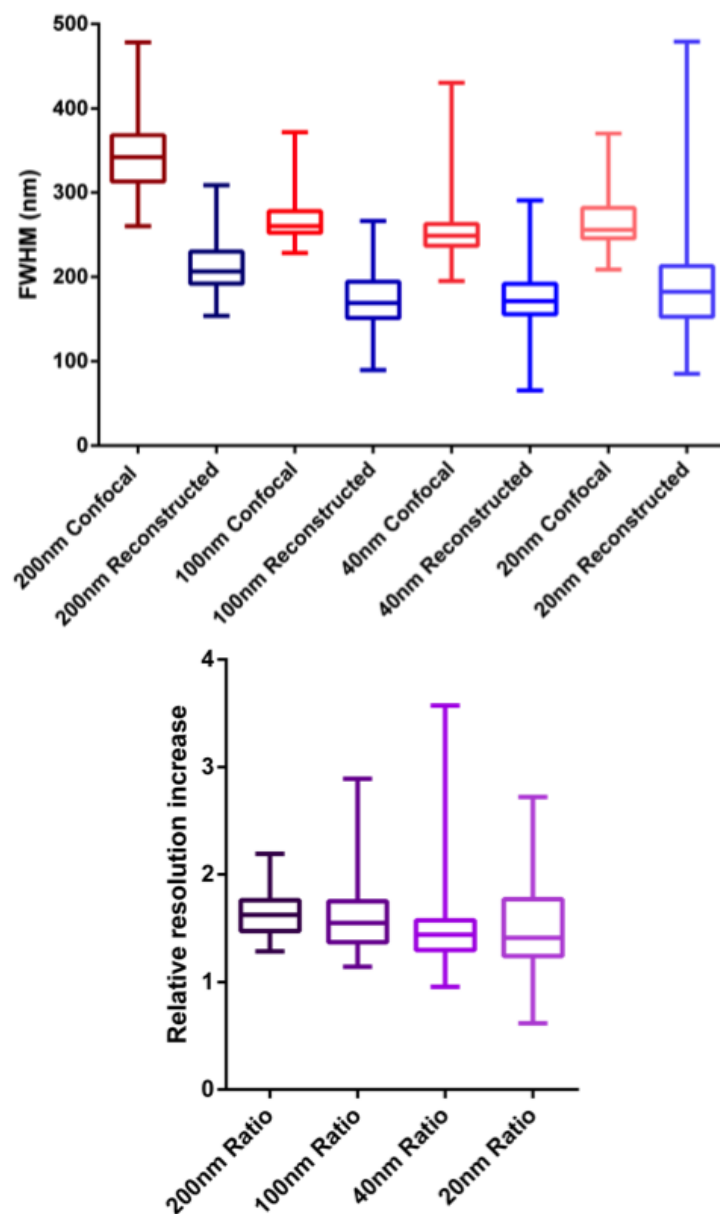 500
400
300
200
100
0
FWHM (nm)
200nm Confocal
200nm Reconstructed
100nm Confocal
100nm Reconstructed
40nm Confocal
40nm Reconstructed
20nm Confocal
20nm Reconstructed
4
3
2
1
0
Relative resolution increase
200nm Ratio
100nm Ratio
40nm Ratio
20nm Ratio